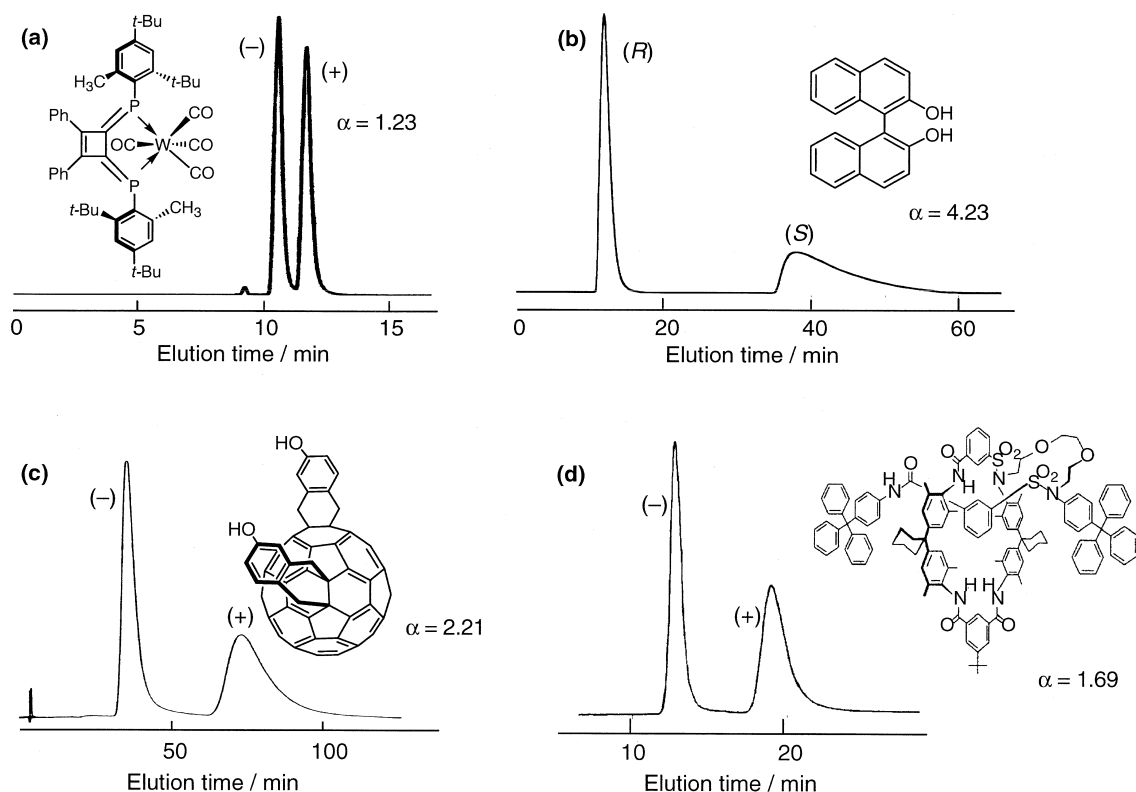 (a)
t-Bu
H3C
t-Bu
P
Ph
Ph
CO
OC
W
CO
CO
P
t-Bu
CH3
t-Bu
(–)
(+)
α = 1.23
0 5 10 15
Elution time / min
(b)
(R)
OH
OH
α = 4.23
(S)
0 20 40 60
Elution time / min
(c)
(–)
HO
HO
(+)
α = 2.21
50 100
Elution time / min
(d)
(–)
(+)
O
N
H
O
N
H
S
O2
N
O
O
S
O2
N
N
H
H
N
O
O
α = 1.69
10 20
Elution time / min